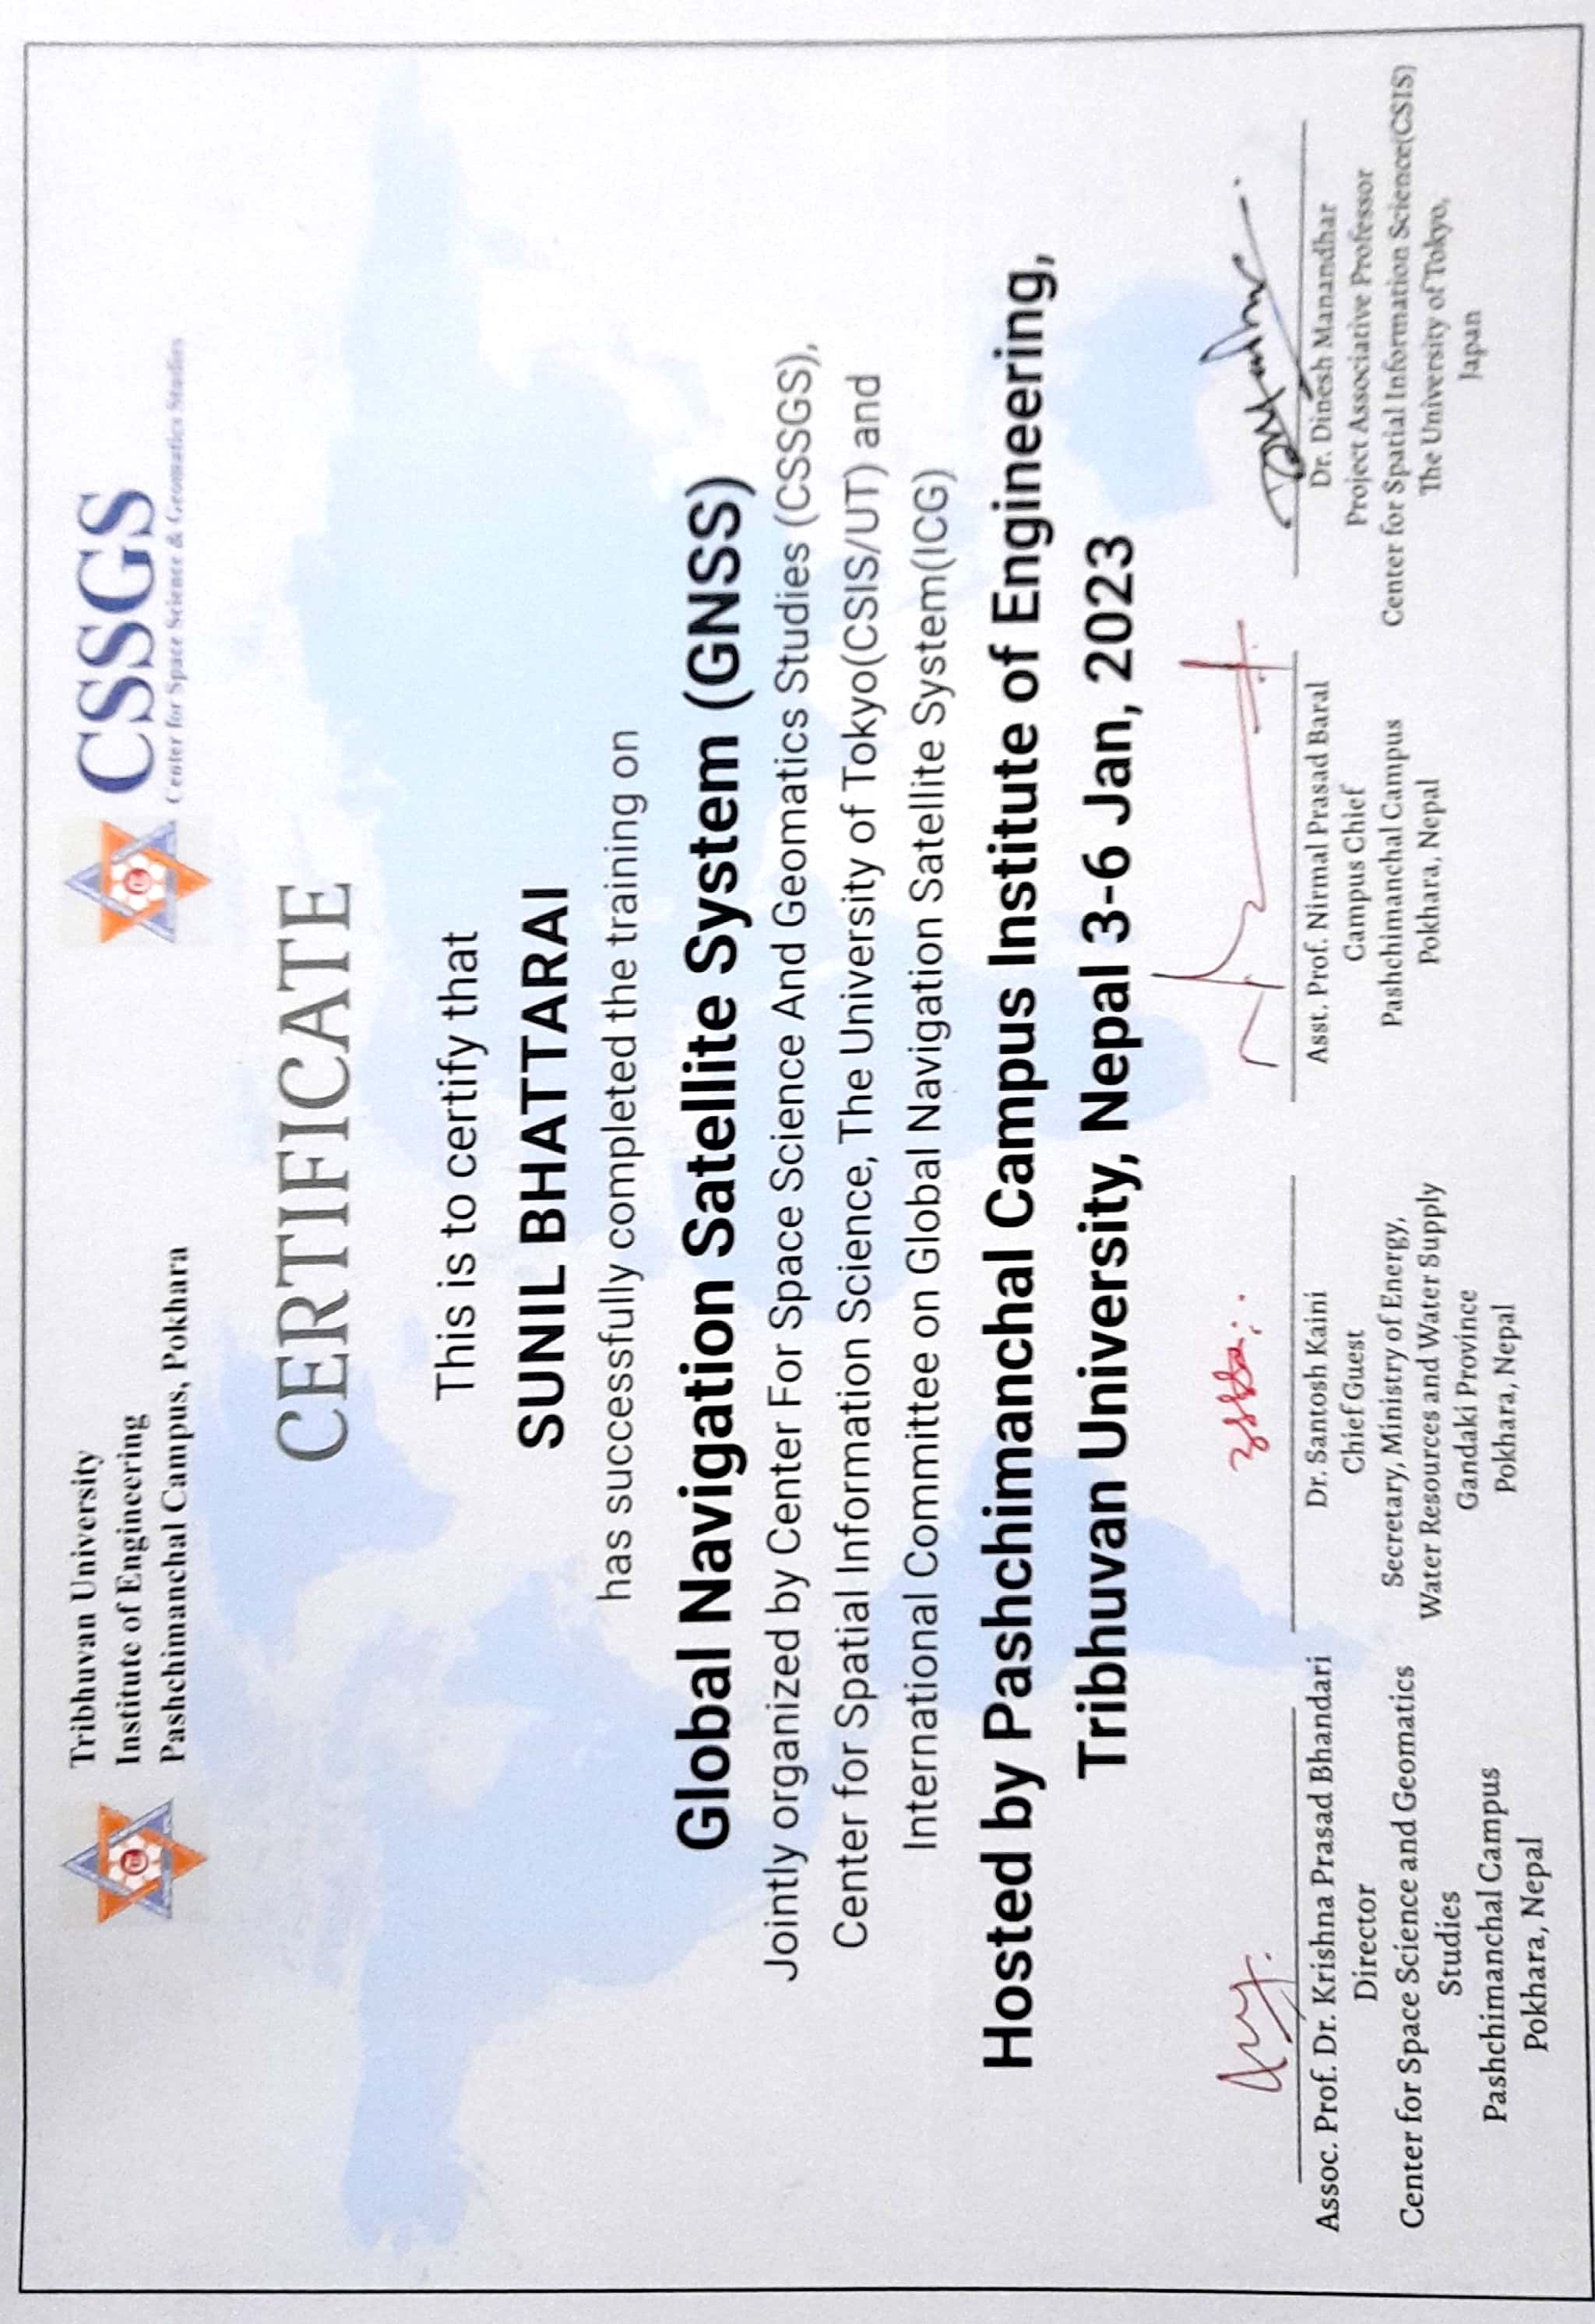 Tribhuvan University
Institute of Engineering
Pashchimanchal Campus, Pokhara
CSSGS
Center for Space Science & Geomatics Studies
CERTIFICATE
This is to certify that
SUNIL BHATTARAI
has successfully completed the training on
Global Navigation Satellite System (GNSS)
Jointly organized by Center For Space Science And Geomatics Studies (CSSGS),
Center for Spatial Information Science, The University of Tokyo(CSIS/UT) and
International Committee on Global Navigation Satellite System(ICG)
Hosted by Pashchimanchal Campus Institute of Engineering,
Tribhuvan University, Nepal 3-6 Jan, 2023
Assoc. Prof. Dr. Krishna Prasad Bhandari
Director
Center for Space Science and Geomatics
Studies
Pashchimanchal Campus
Pokhara, Nepal
Dr. Santosh Kaini
Chief Guest
Secretary, Ministry of Energy,
Water Resources and Water Supply
Gandaki Province
Pokhara, Nepal
Asst. Prof. Nirmal Prasad Baral
Campus Chief
Pashchimanchal Campus
Pokhara, Nepal
Dr. Dinesh Manandhar
Project Associative Professor
Center for Spatial Information Science(CSIS)
The University of Tokyo,
Japan